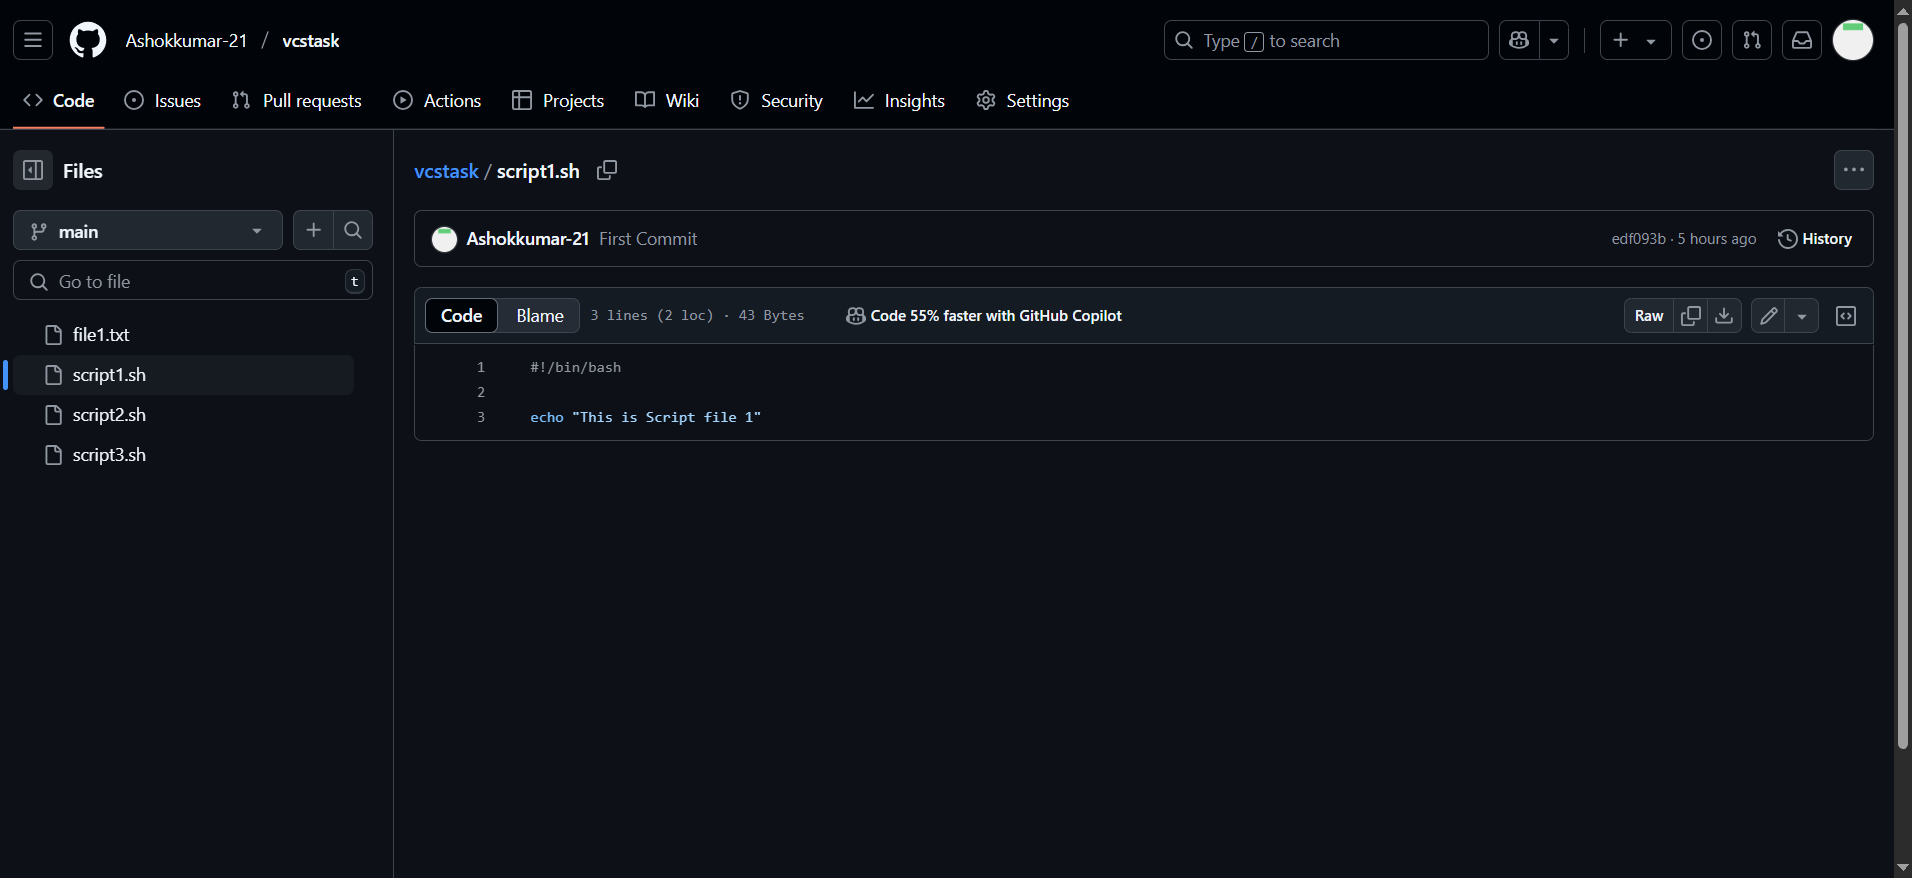 Ashokkumar-21 / vcstask
Type / to search
Code
Issues
Pull requests
Actions
Projects
Wiki
Security
Insights
Settings
Files
main
Go to file
t
file1.txt
script1.sh
script2.sh
script3.sh
vcstask / script1.sh
Ashokkumar-21 First Commit
edf093b · 5 hours ago
History
Code
Blame
3 lines (2 loc) · 43 Bytes
Code 55% faster with GitHub Copilot
Raw
1 #!/bin/bash
2
3 echo "This is Script file 1"